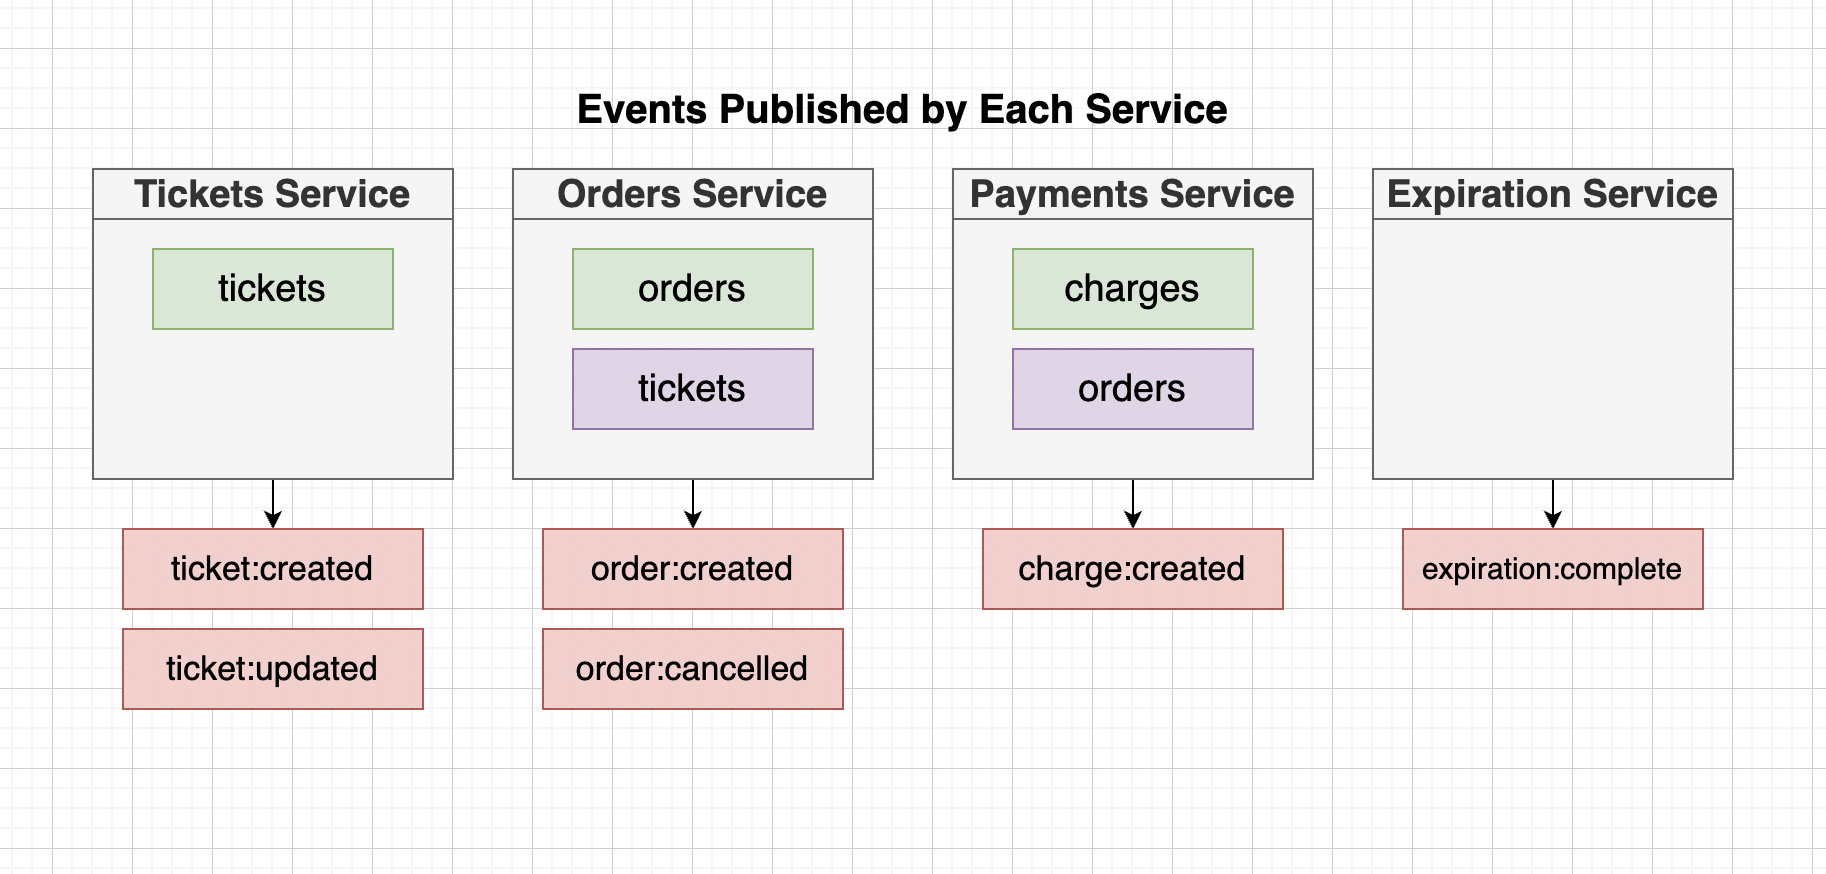 Events Published by Each Service
Tickets Service
tickets
ticket:created
ticket:updated
Orders Service
orders
tickets
order:created
order:cancelled
Payments Service
charges
orders
charge:created
Expiration Service
expiration:complete